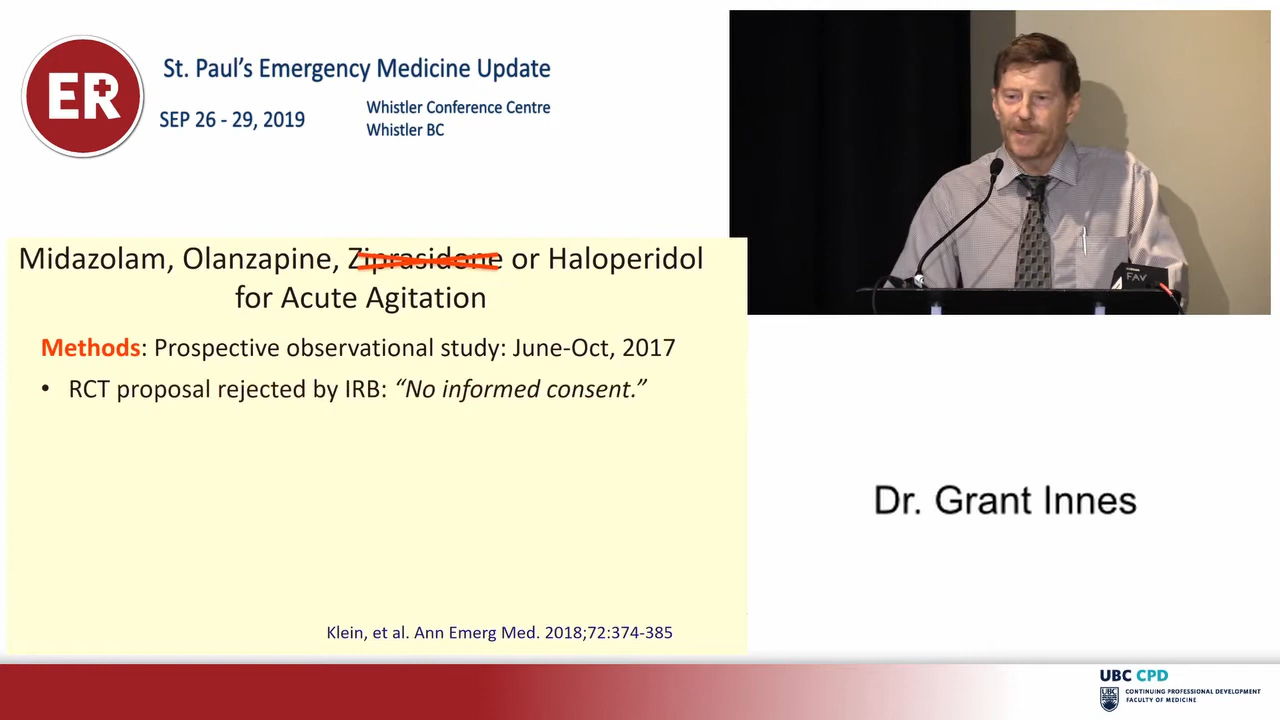 ER
St. Paul's Emergency Medicine Update
SEP 26 - 29, 2019
Whistler Conference Centre
Whistler BC
Midazolam, Olanzapine, Ziprasidone or Haloperidol
for Acute Agitation
Methods: Prospective observational study: June-Oct, 2017
• RCT proposal rejected by IRB: “No informed consent.”
Klein, et al. Ann Emerg Med. 2018;72:374-385
FAV
Dr. Grant Innes
UBC CPD
CONTINUING PROFESSIONAL DEVELOPMENT
FACULTY OF MEDICINE